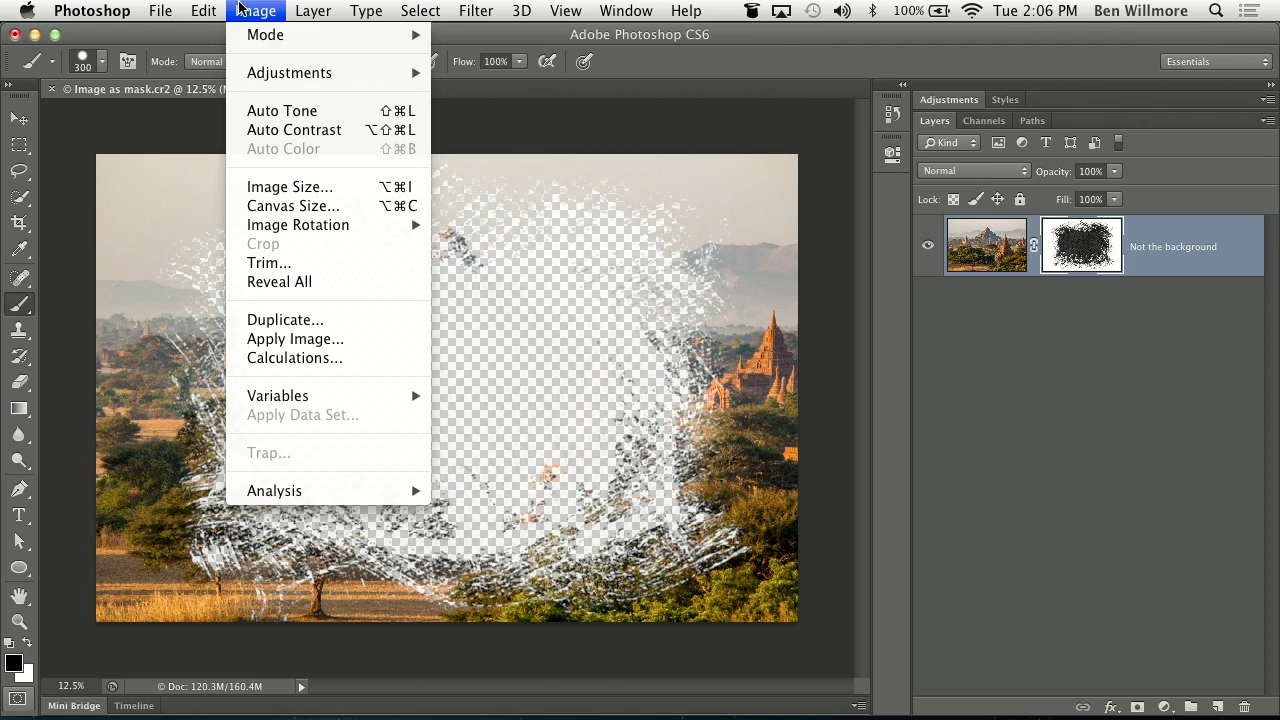 Photoshop File Edit Image Layer Type Select Filter 3D View Window Help 100% Tue 2:06 PM Ben Willmore
Adobe Photoshop CS6
300 Mode: Normal Flow: 100% Essentials
× © Image as mask.cr2 @ 12.5%
Mode
Adjustments
Auto Tone ⇧⌘L
Auto Contrast ⌥⇧⌘L
Auto Color ⇧⌘B
Image Size... ⌥⌘I
Canvas Size... ⌥⌘C
Image Rotation
Crop
Trim...
Reveal All
Duplicate...
Apply Image...
Calculations...
Variables
Apply Data Set...
Trap...
Analysis
Adjustments Styles
Layers Channels Paths
Kind
Normal Opacity: 100%
Lock: Fill: 100%
Not the background
12.5% © Doc: 120.3M/160.4M
Mini Bridge Timeline